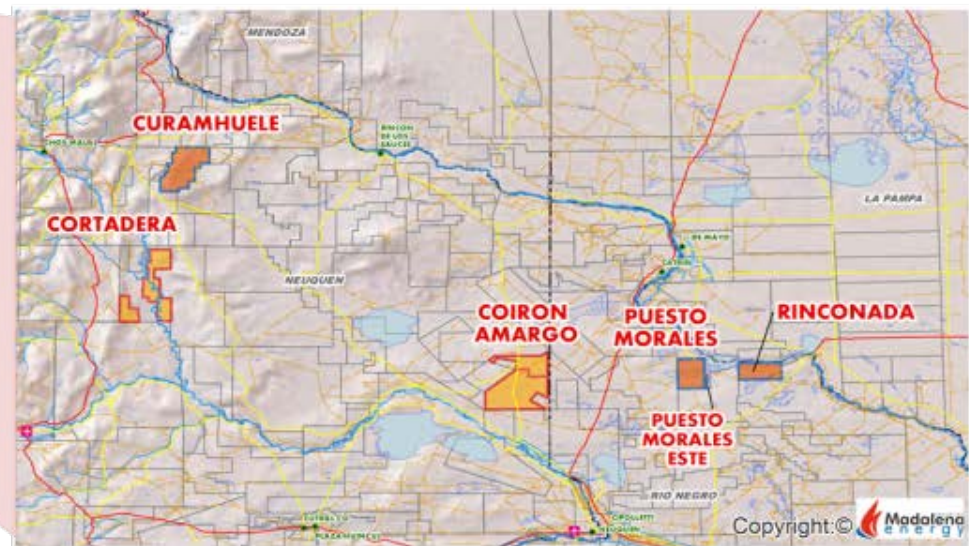 MENDOZA
CURAMHUELE
RINCON
DE LOS
SAUCES
CHOS MALAL
LA PAMPA
CORTADERA
DE MAYO
CATRIEL
NEUQUEN
COIRON
AMARGO
PUESTO
MORALES
RINCONADA
PUESTO
MORALES
ESTE
RIO NEGRO
CUTRAL CO
PLAZA HUINCUL
CIPOLLETTI
NEUQUEN
Copyright:©
Madalena
energy